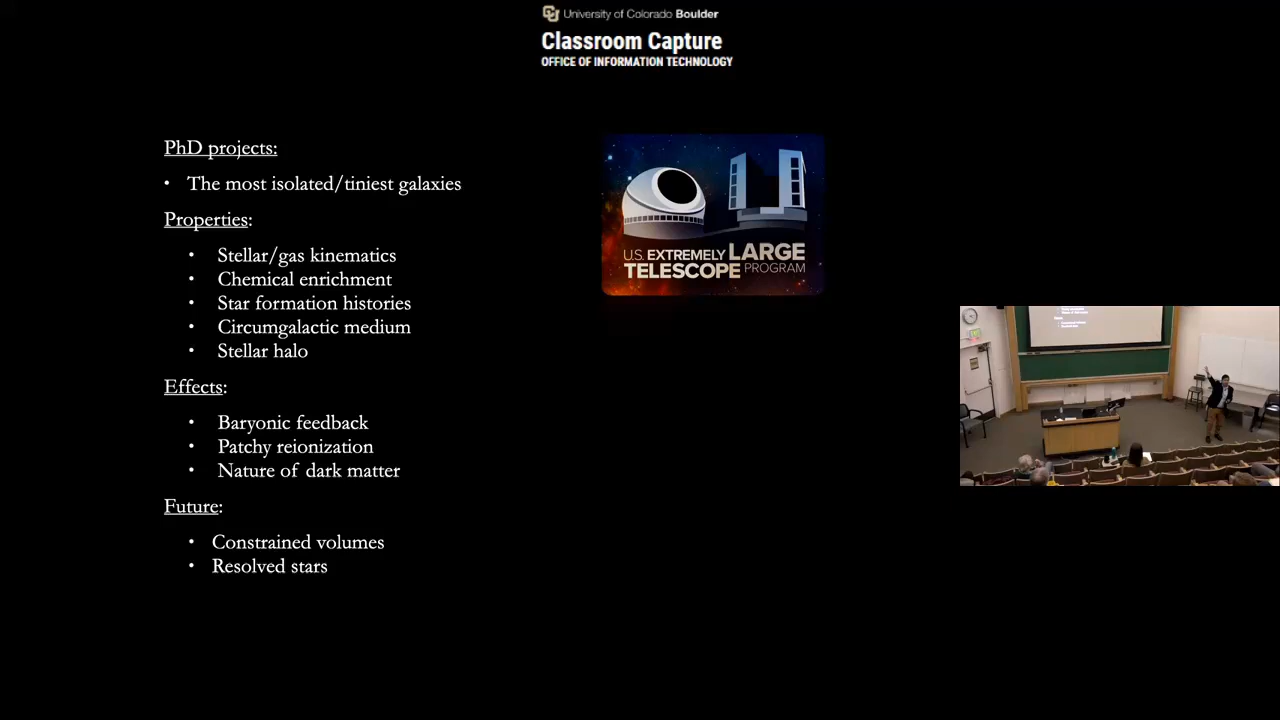 University of Colorado Boulder
Classroom Capture
OFFICE OF INFORMATION TECHNOLOGY
PhD projects:
• The most isolated/tiniest galaxies
Properties:
• Stellar/gas kinematics
• Chemical enrichment
• Star formation histories
• Circumgalactic medium
• Stellar halo
Effects:
• Baryonic feedback
• Patchy reionization
• Nature of dark matter
Future:
• Constrained volumes
• Resolved stars
U.S. EXTREMELY LARGE
TELESCOPE PROGRAM